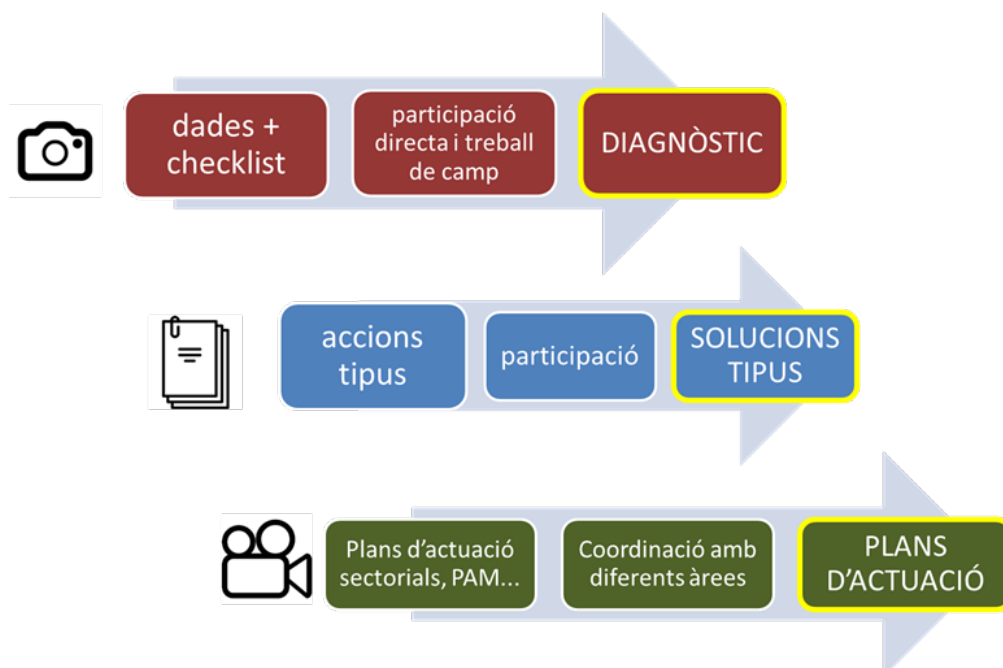 dades +
checklist
participació
directa i treball
de camp
DIAGNÒSTIC
accions
tipus
participació
SOLUCIONS
TIPUS
Plans d'actuació
sectorials, PAM...
Coordinació amb
diferents àrees
PLANS
D'ACTUACIÓ